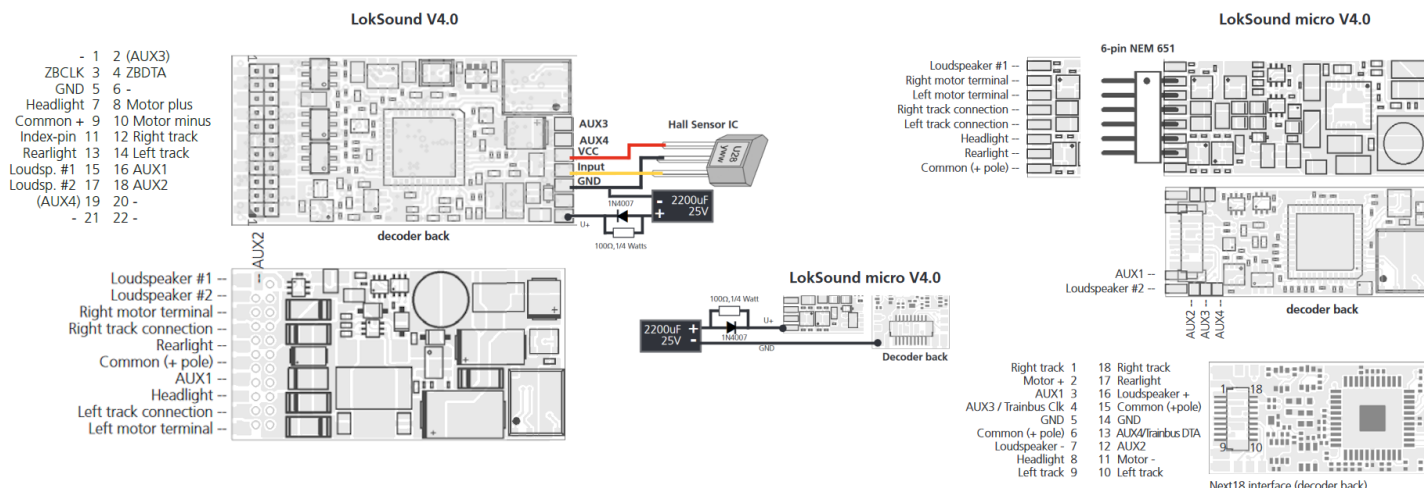 LokSound V4.0
- 1 2 (AUX3)
ZBCLK 3 4 ZBDTA
GND 5 6 -
Headlight 7 8 Motor plus
Common + 9 10 Motor minus
Index-pin 11 12 Right track
Rearlight 13 14 Left track
Loudsp. #1 15 16 AUX1
Loudsp. #2 17 18 AUX2
(AUX4) 19 20 -
- 21 22 -
AUX3
AUX4
VCC
Input
GND
U+
Hall Sensor IC
U28
yww
1N4007
- 2200uF
+ 25V
100Ω,1/4 Watts
decoder back
-- AUX2
Loudspeaker #1 --
Loudspeaker #2 --
Right motor terminal --
Right track connection --
Rearlight --
Common (+ pole) --
AUX1 --
Headlight --
Left track connection --
Left motor terminal --
LokSound micro V4.0
100Ω,1/4 Watt
U+
2200uF +
25V -
1N4007
GND
Decoder back
LokSound micro V4.0
6-pin NEM 651
Loudspeaker #1 --
Right motor terminal --
Left motor terminal --
Right track connection --
Left track connection --
Headlight --
Rearlight --
Common (+ pole) --
AUX1 --
Loudspeaker #2 --
AUX2 --
AUX3 --
AUX4 --
decoder back
Right track 1 18 Right track
Motor + 2 17 Rearlight
AUX1 3 16 Loudspeaker +
AUX3 / Trainbus Clk 4 15 Common (+pole)
GND 5 14 GND
Common (+ pole) 6 13 AUX4/Trainbus DTA
Loudspeaker - 7 12 AUX2
Headlight 8 11 Motor -
Left track 9 10 Left track
1 18
9 10
Next18 interface (decoder back)